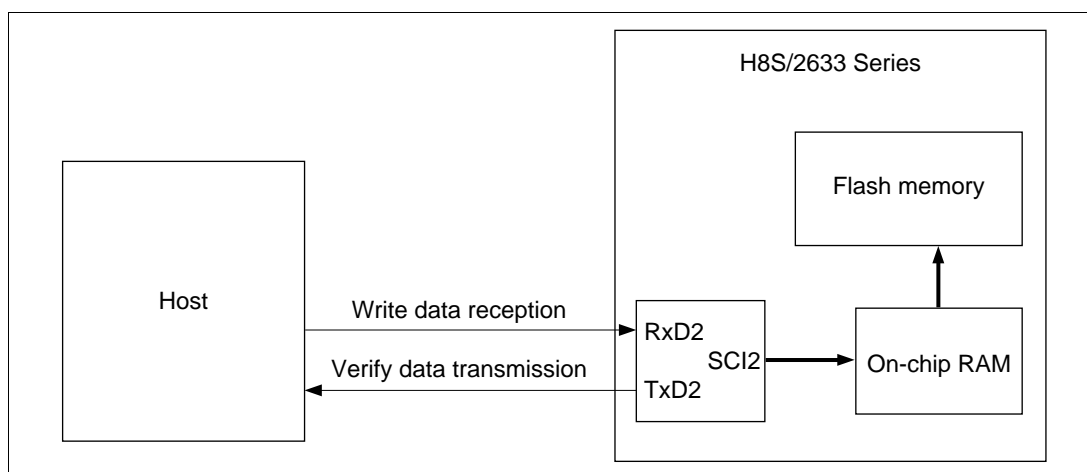 H8S/2633 Series
Flash memory
Host
Write data reception
RxD2
SCI2
On-chip RAM
Verify data transmission
TxD2